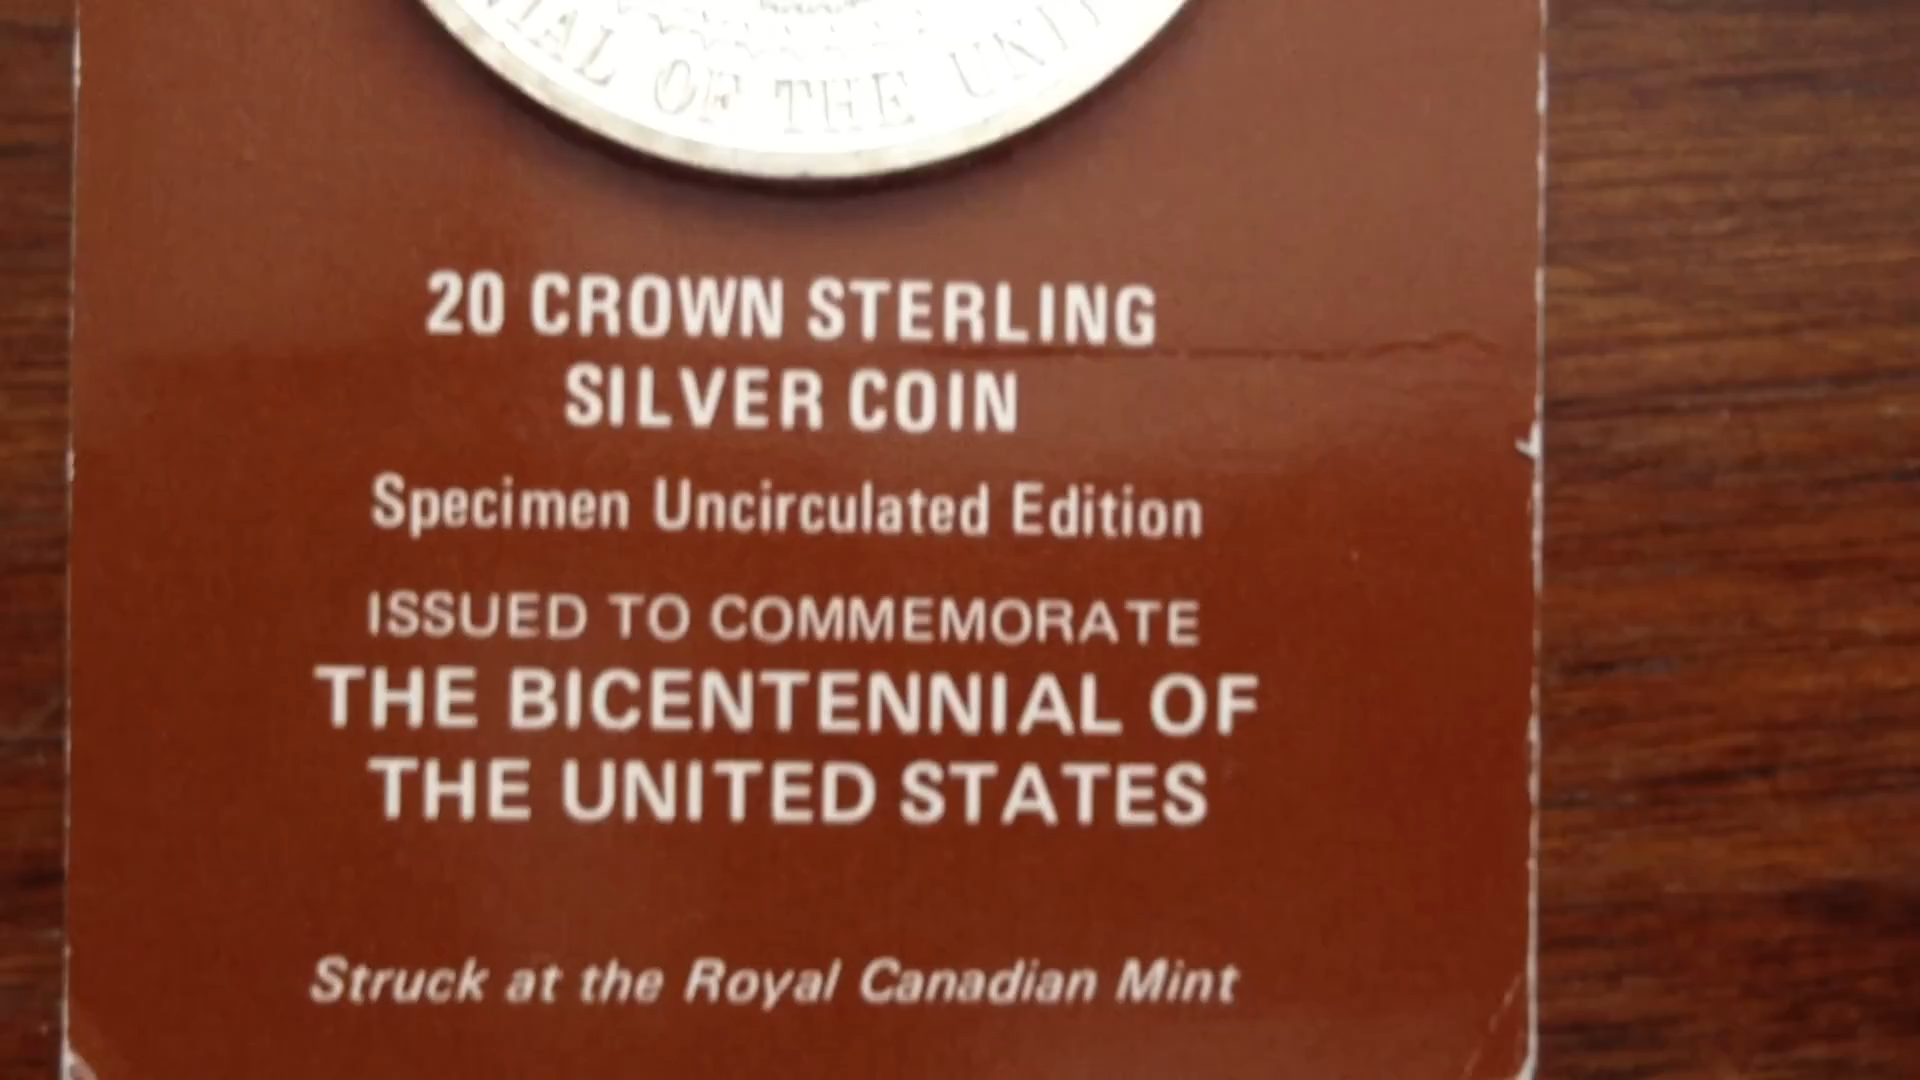 OF THE
20 CROWN STERLING
SILVER COIN
Specimen Uncirculated Edition
ISSUED TO COMMEMORATE
THE BICENTENNIAL OF
THE UNITED STATES
Struck at the Royal Canadian Mint